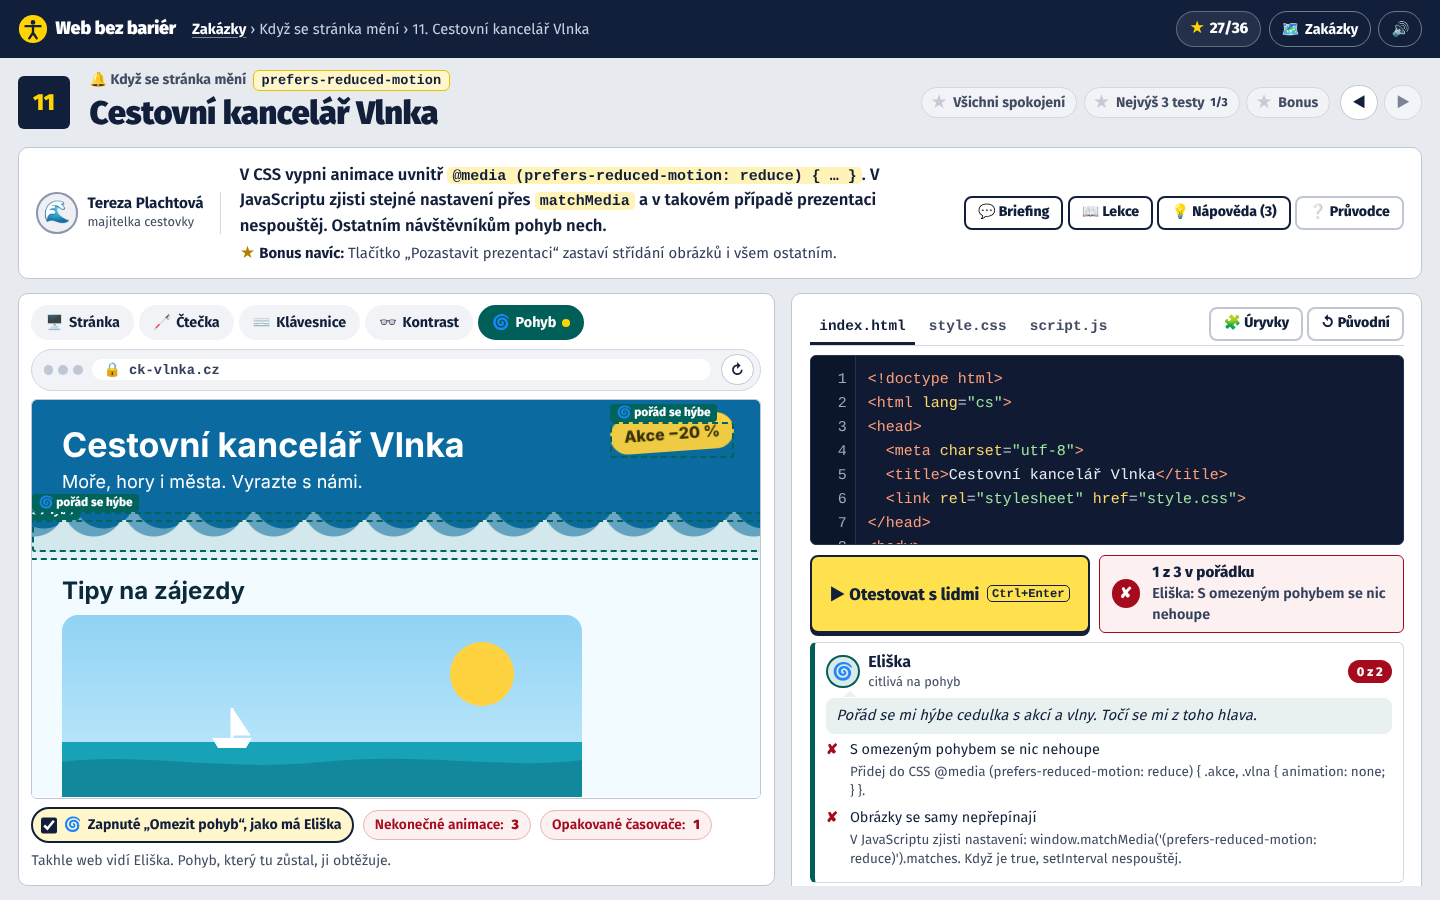 Web bez bariér
Zakázky › Když se stránka mění › 11. Cestovní kancelář Vlnka
★ 27/36
Zakázky
11
Když se stránka mění prefers-reduced-motion
Cestovní kancelář Vlnka
★ Všichni spokojení
★ Nejvýš 3 testy 1/3
★ Bonus
◀
▶
Tereza Plachtová
majitelka cestovky
V CSS vypni animace uvnitř @media (prefers-reduced-motion: reduce) { … }. V
JavaScriptu zjisti stejné nastavení přes matchMedia a v takovém případě prezentaci
nespouštěj. Ostatním návštěvníkům pohyb nech.
★ Bonus navíc: Tlačítko „Pozastavit prezentaci“ zastaví střídání obrázků i všem ostatním.
Briefing
Lekce
Nápověda (3)
❔ Průvodce
Stránka
Čtečka
Klávesnice
Kontrast
Pohyb
ck-vlnka.cz
↻
pořád se hýbe
Akce −20 %
Cestovní kancelář Vlnka
Moře, hory i města. Vyrazte s námi.
pořád se hýbe
Tipy na zájezdy
Zapnuté „Omezit pohyb“, jako má Eliška
Nekonečné animace: 3
Opakované časovače: 1
Takhle web vidí Eliška. Pohyb, který tu zůstal, ji obtěžuje.
index.html
style.css
script.js
Úryvky
↺ Původní
1 <!doctype html>
2 <html lang="cs">
3 <head>
4 <meta charset="utf-8">
5 <title>Cestovní kancelář Vlnka</title>
6 <link rel="stylesheet" href="style.css">
7 </head>
▶ Otestovat s lidmi Ctrl+Enter
✘
1 z 3 v pořádku
Eliška: S omezeným pohybem se nic
nehoupe
Eliška
citlivá na pohyb
0 z 2
Pořád se mi hýbe cedulka s akcí a vlny. Točí se mi z toho hlava.
✘ S omezeným pohybem se nic nehoupe
Přidej do CSS @media (prefers-reduced-motion: reduce) { .akce, .vlna { animation: none;
} }.
✘ Obrázky se samy nepřepínají
V JavaScriptu zjisti nastavení: window.matchMedia('(prefers-reduced-motion:
reduce)').matches. Když je true, setInterval nespouštěj.